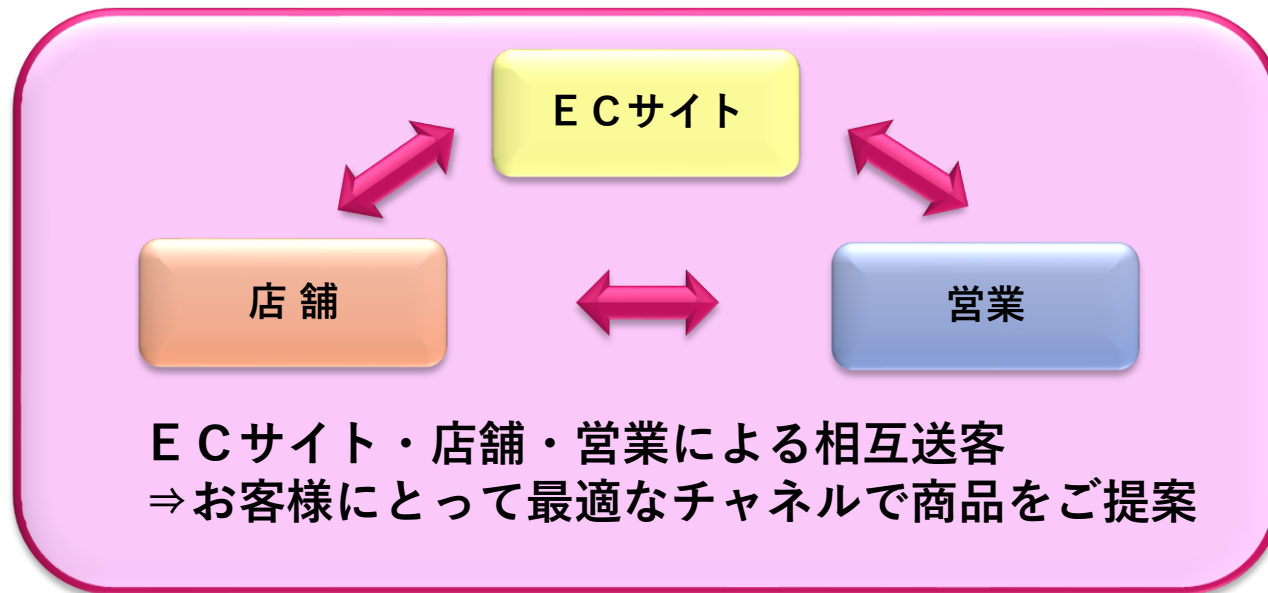 ＥＣサイト
店 舗
営業
ＥＣサイト・店舗・営業による相互送客
⇒お客様にとって最適なチャネルで商品をご提案